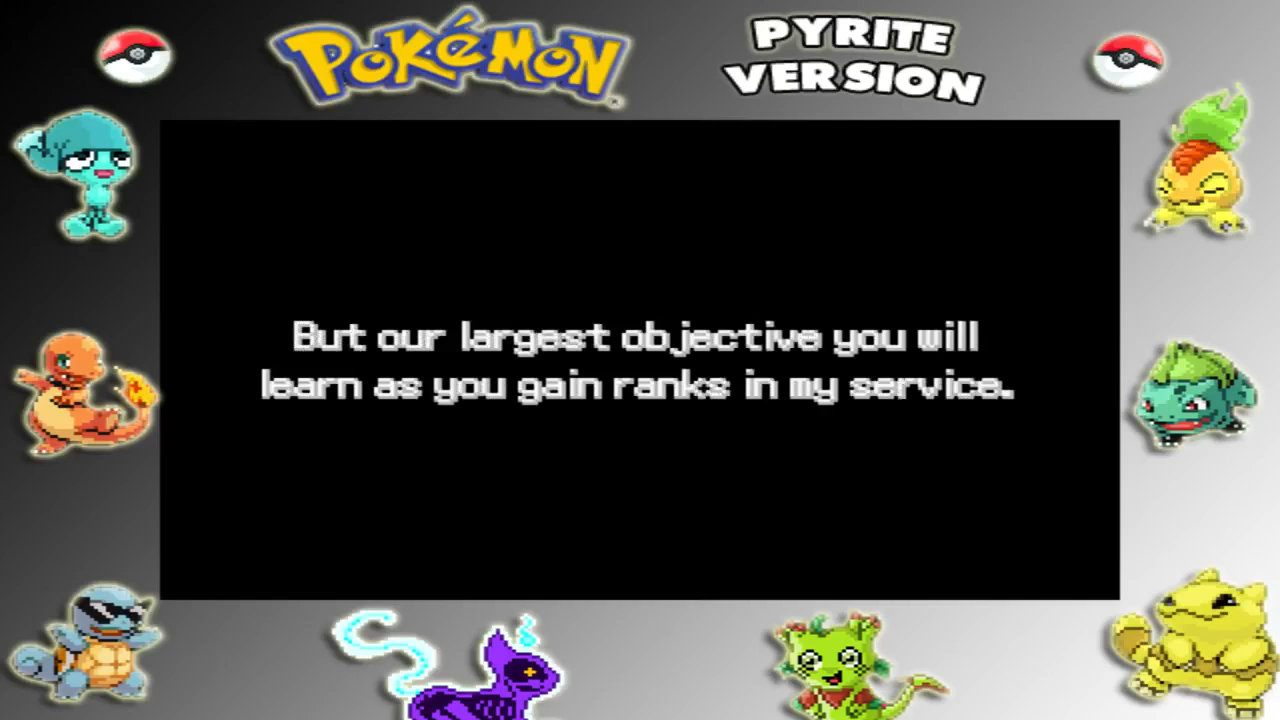 POKéMON
PYRITE
VERSION
But our largest objective you will
learn as you gain ranks in my service.